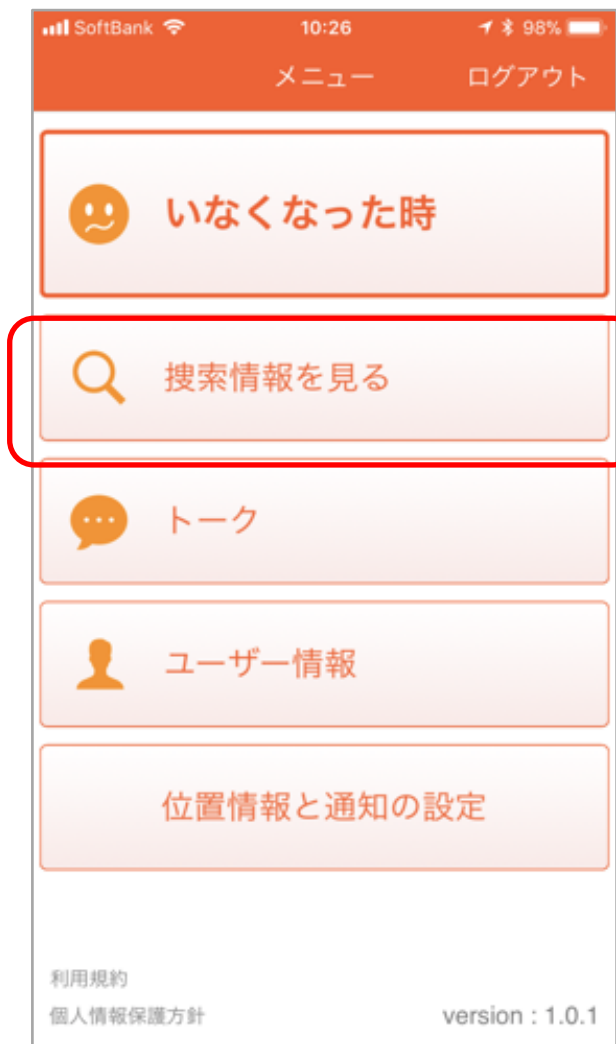 SoftBank 10:26 98%
メニュー ログアウト
いなくなった時
捜索情報を見る
トーク
ユーザー情報
位置情報と通知の設定
利用規約
個人情報保護方針 version : 1.0.1